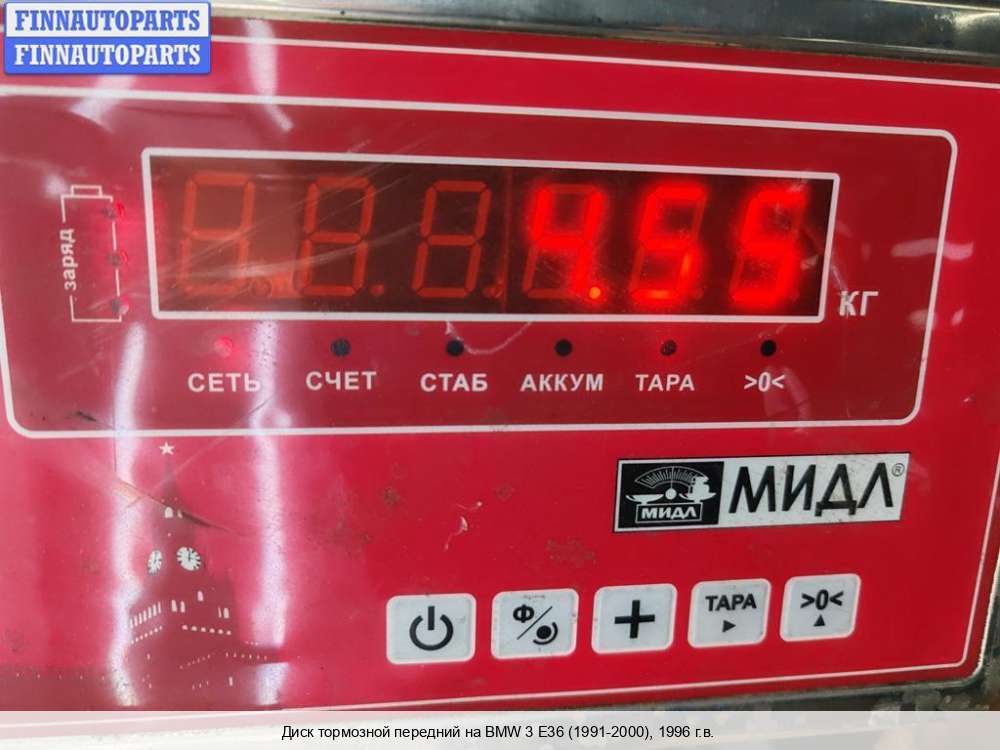 FINNAUTOPARTS
FINNAUTOPARTS
заряд
4.55
КГ
СЕТЬ СЧЕТ СТАБ АККУМ ТАРА >0<
МИДЛ МИДЛ®
Ф ТАРА >0<
Диск тормозной передний на BMW 3 E36 (1991-2000), 1996 г.в.